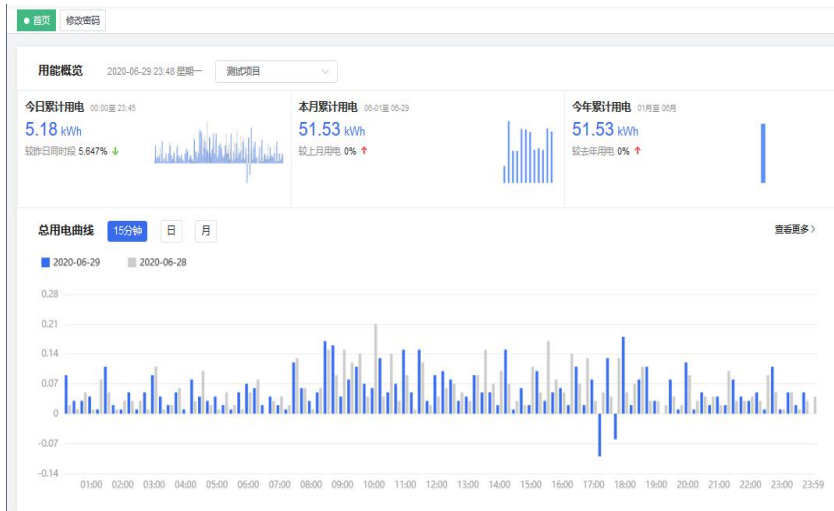 首页 修改密码
用能概览 2020-06-29 23:48 星期一 测试项目
今日累计用电 00:00至 23:45
5.18 kWh
较昨日同时段 5.647% ↓
本月累计用电 06-01至 06-29
51.53 kWh
较上月用电 0% ↑
今年累计用电 01月至 06月
51.53 kWh
较去年用电 0% ↑
总用电曲线 15分钟 日 月 查看更多 >
2020-06-29 2020-06-28
0.28
0.21
0.14
0.07
0
-0.07
-0.14
01:00 02:00 03:00 04:00 05:00 06:00 07:00 08:00 09:00 10:00 11:00 12:00 13:00 14:00 15:00 16:00 17:00 18:00 19:00 20:00 21:00 22:00 23:00 23:59